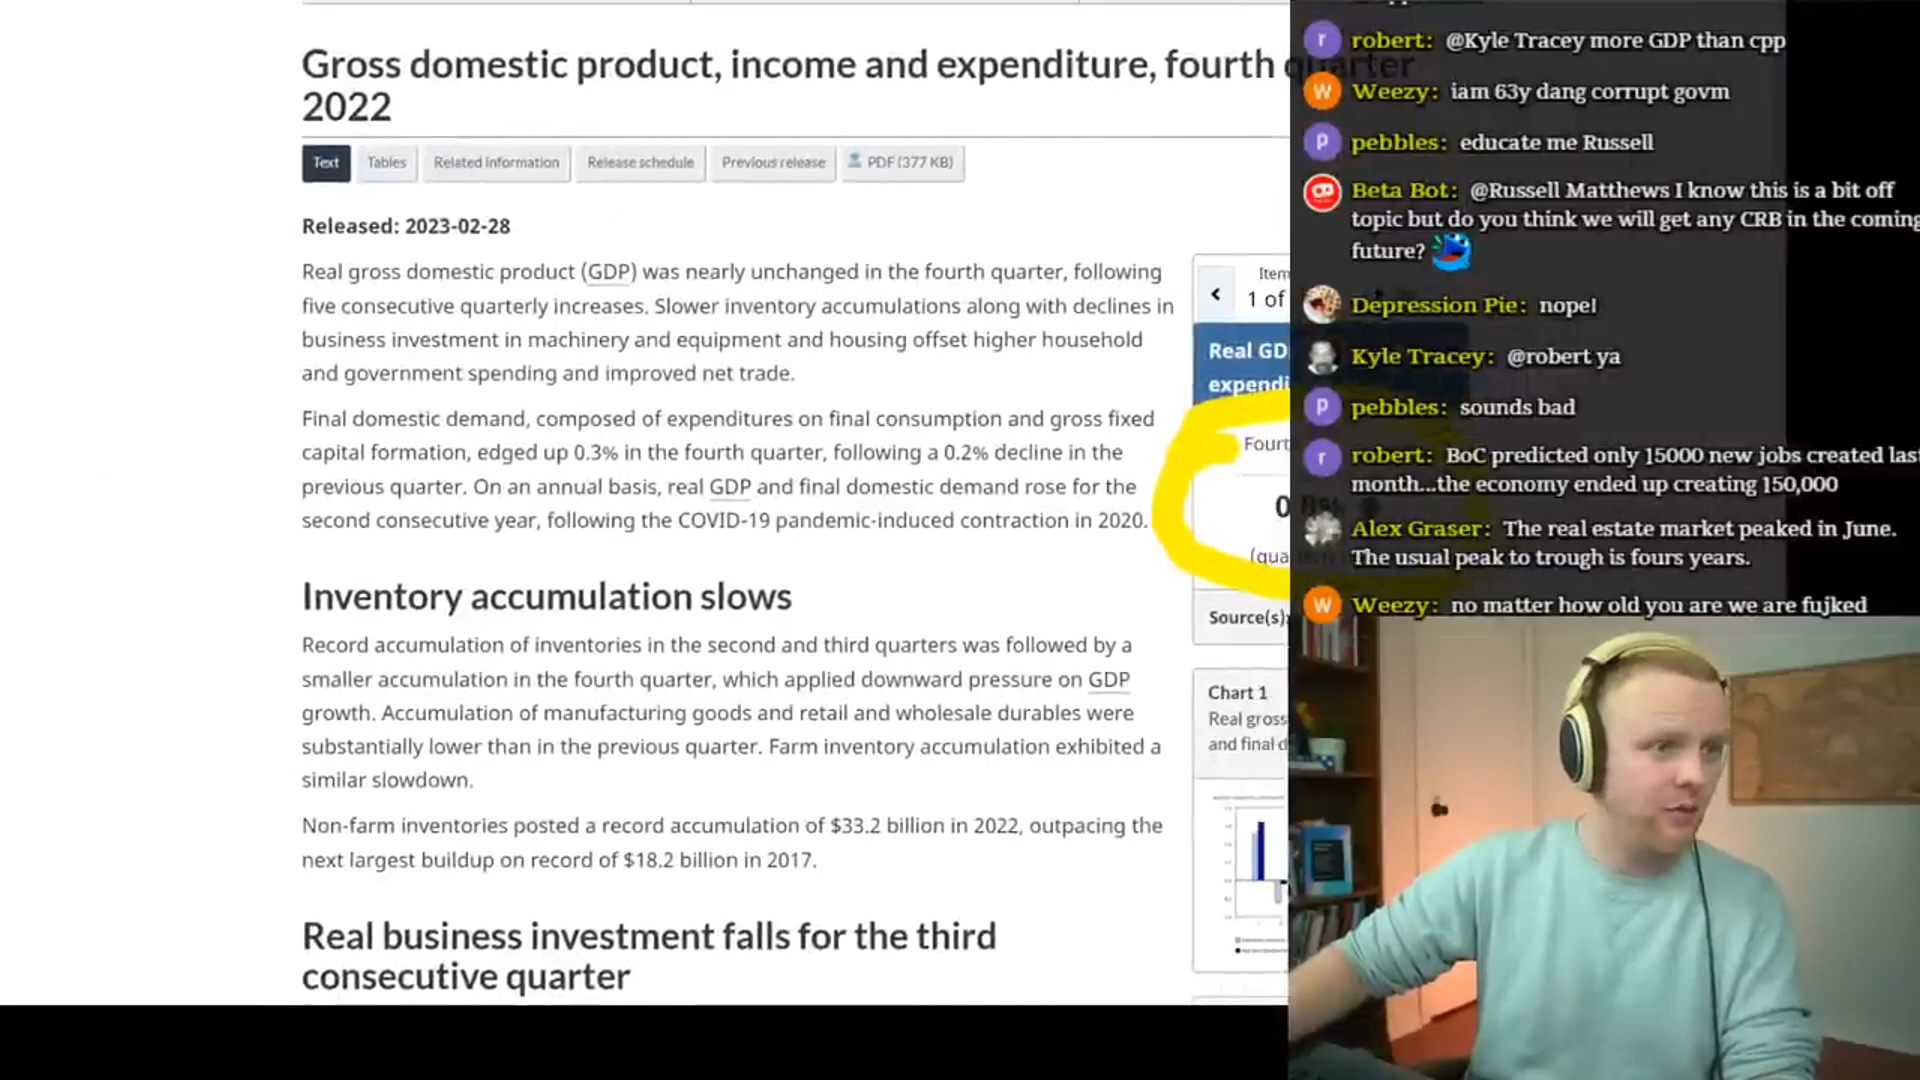 Gross domestic product, income and expenditure, fourth quarter
2022
Text
Tables
Related information
Release schedule
Previous release
PDF (377 KB)
Released: 2023-02-28
Real gross domestic product (GDP) was nearly unchanged in the fourth quarter, following
five consecutive quarterly increases. Slower inventory accumulations along with declines in
business investment in machinery and equipment and housing offset higher household
and government spending and improved net trade.
Final domestic demand, composed of expenditures on final consumption and gross fixed
capital formation, edged up 0.3% in the fourth quarter, following a 0.2% decline in the
previous quarter. On an annual basis, real GDP and final domestic demand rose for the
second consecutive year, following the COVID-19 pandemic-induced contraction in 2020.
Inventory accumulation slows
Record accumulation of inventories in the second and third quarters was followed by a
smaller accumulation in the fourth quarter, which applied downward pressure on GDP
growth. Accumulation of manufacturing goods and retail and wholesale durables were
substantially lower than in the previous quarter. Farm inventory accumulation exhibited a
similar slowdown.
Non-farm inventories posted a record accumulation of $33.2 billion in 2022, outpacing the
next largest buildup on record of $18.2 billion in 2017.
Real business investment falls for the third
consecutive quarter
Item
1 of
Real GD
expendi
Fourt
(qua
Source(s):
Chart 1
Real gross
and final d
r robert: @Kyle Tracey more GDP than cpp
W Weezy: iam 63y dang corrupt govm
p pebbles: educate me Russell
Beta Bot: @Russell Matthews I know this is a bit off
topic but do you think we will get any CRB in the coming
future?
Depression Pie: nope!
Kyle Tracey: @robert ya
p pebbles: sounds bad
r robert: BoC predicted only 15000 new jobs created last
month...the economy ended up creating 150,000
Alex Graser: The real estate market peaked in June.
The usual peak to trough is fours years.
W Weezy: no matter how old you are we are fujked